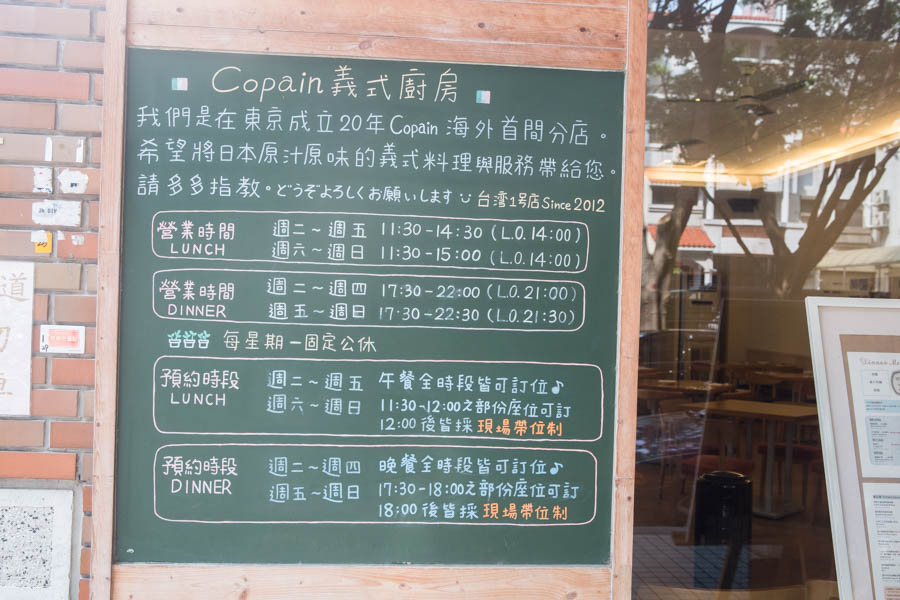 Copain義式廚房
我們是在東京成立20年Copain 海外首間分店。
希望將日本原汁原味的義式料理與服務帶給您。
請多多指教。どうぞよろしくお願いします 台湾1号店Since 2012
營業時間 LUNCH
週二～週五 11:30-14:30 (L.O.14:00)
週六～週日 11:30-15:00 (L.O.14:00)
營業時間 DINNER
週二～週四 17:30-22:00 (L.O.21:00)
週五～週日 17:30-22:30 (L.O.21:30)
每星期一固定公休
預約時段 LUNCH
週二～週五 午餐全時段皆可訂位♪
週六～週日 11:30~12:00之部份座位可訂
12:00後皆採現場帶位制
預約時段 DINNER
週二～週四 晚餐全時段皆可訂位♪
週五～週日 17:30-18:00之部份座位可訂
18:00後皆採現場帶位制
道